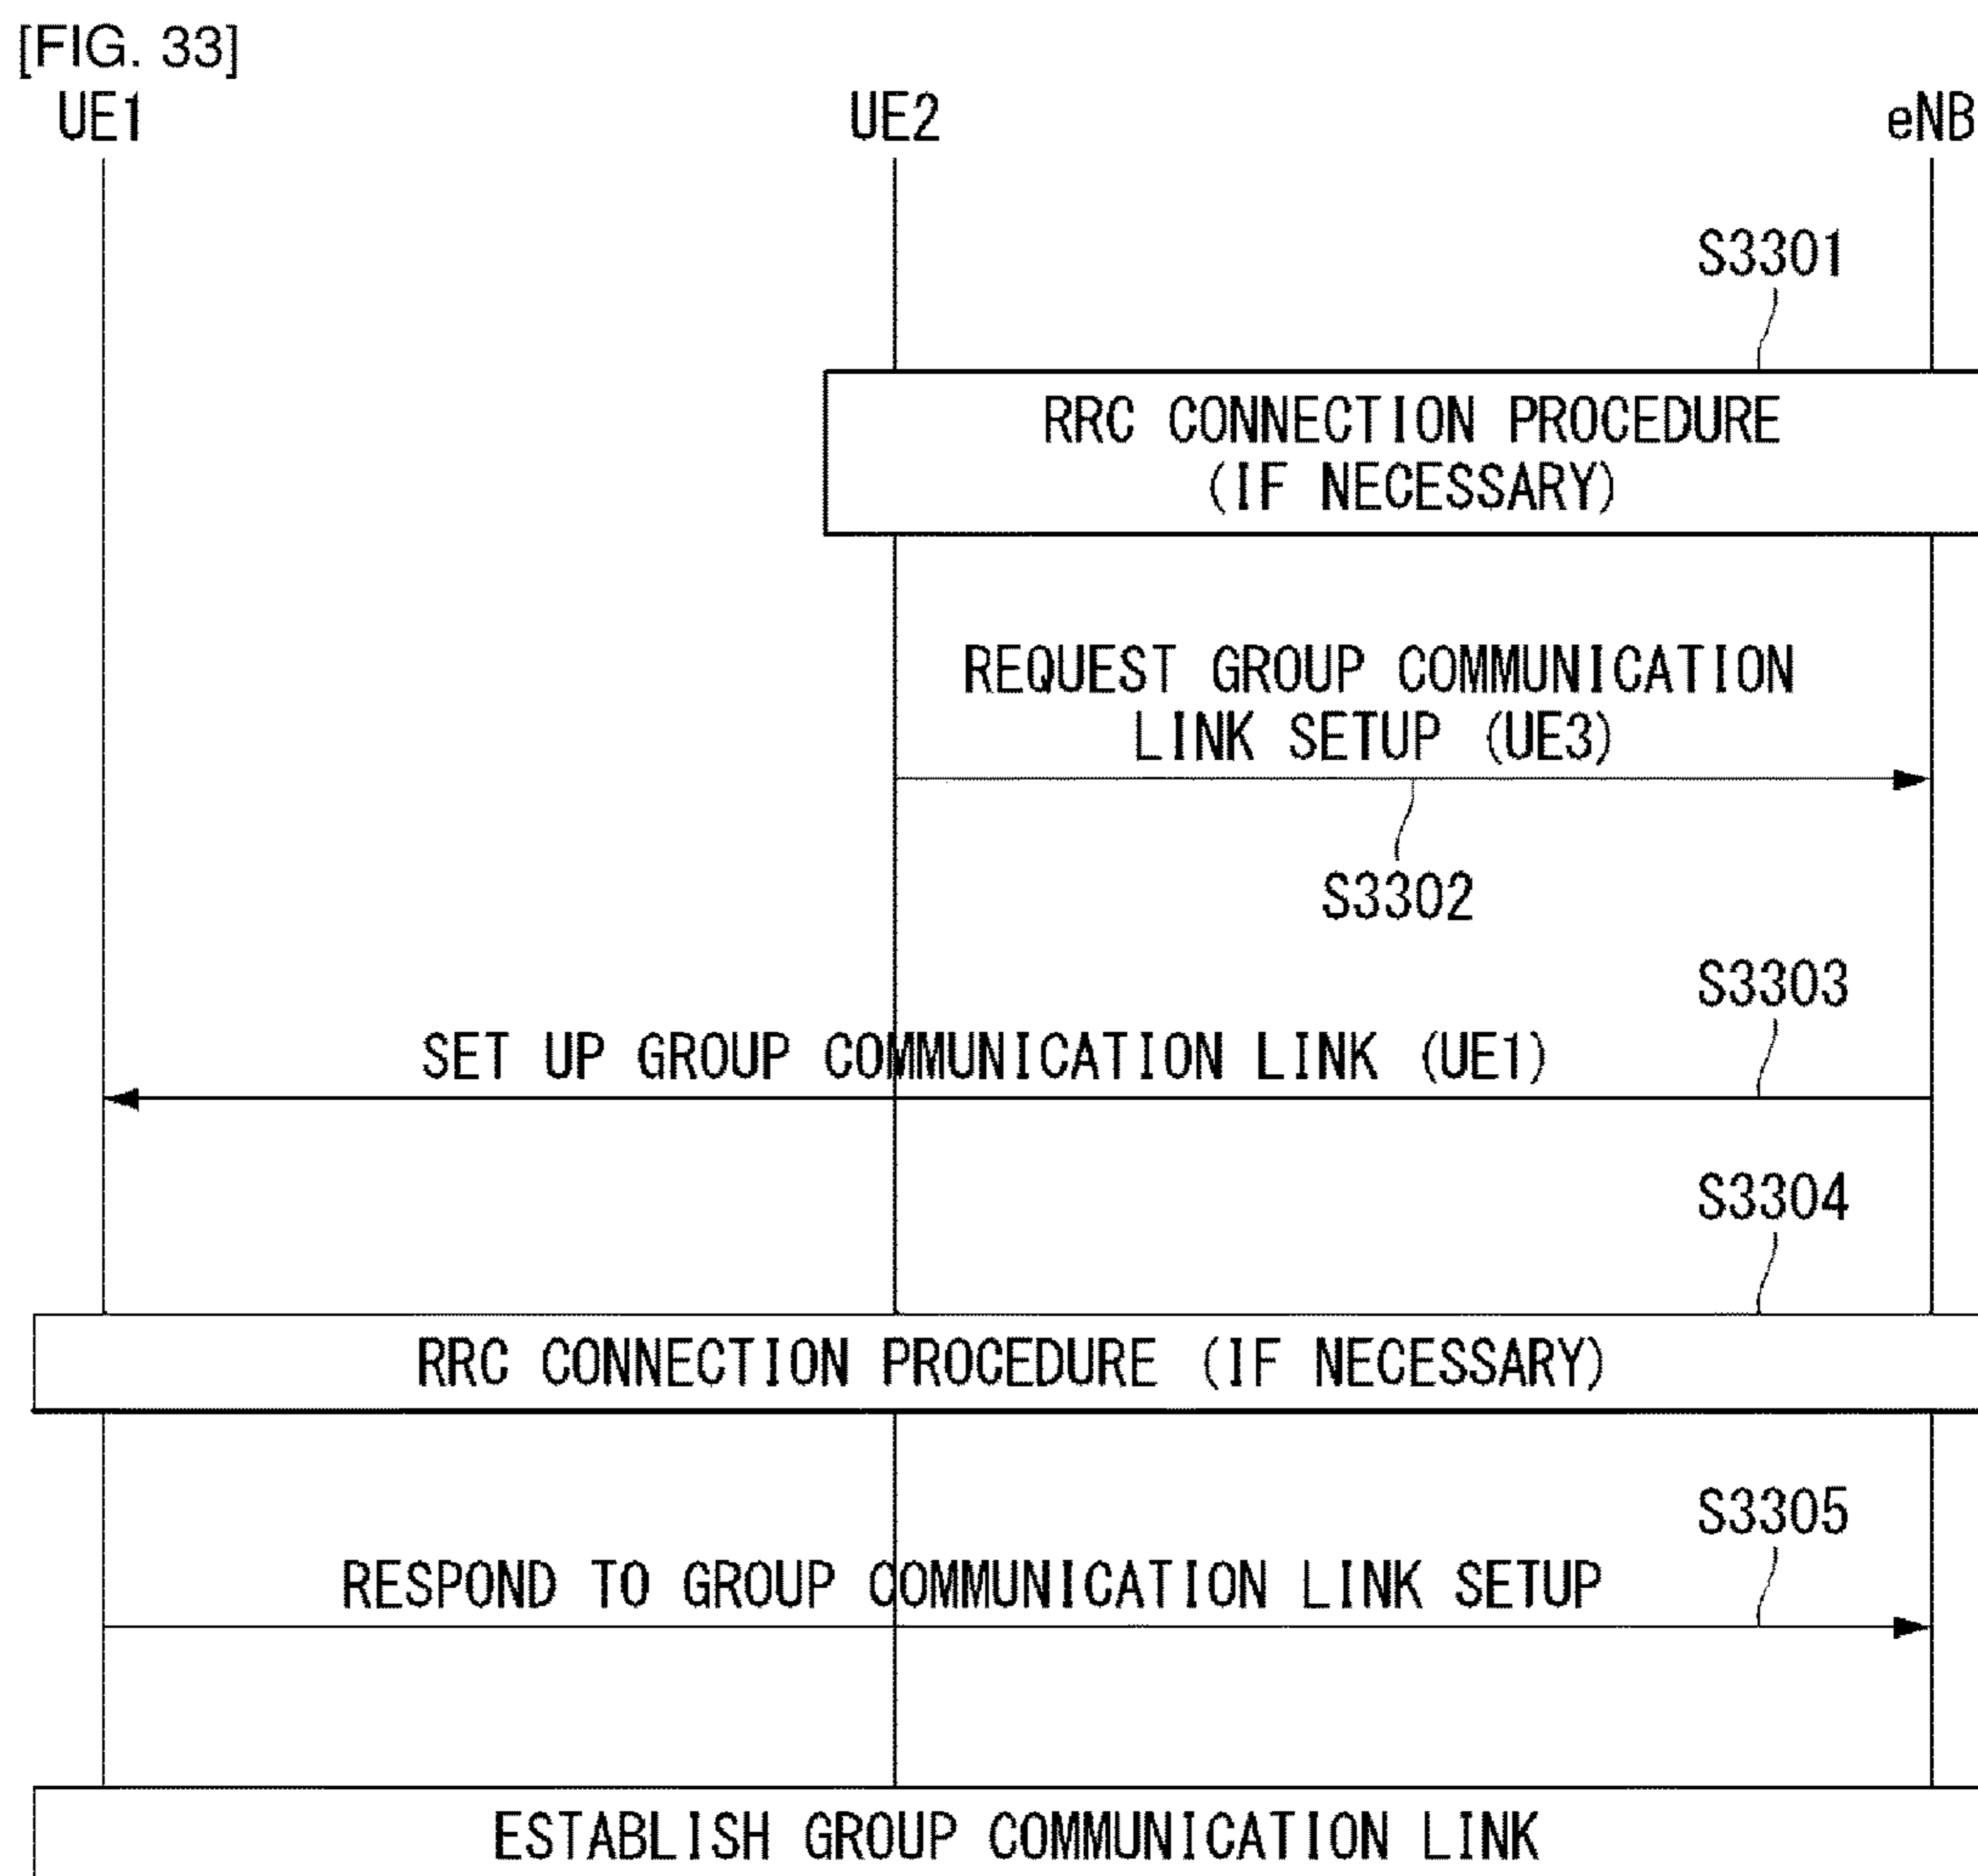 [FIG. 33]
UE1 UE2 eNB
S3301
RRC CONNECTION PROCEDURE
(IF NECESSARY)
REQUEST GROUP COMMUNICATION
LINK SETUP (UE3)
S3302
S3303
SET UP GROUP COMMUNICATION LINK (UE1)
S3304
RRC CONNECTION PROCEDURE (IF NECESSARY)
S3305
RESPOND TO GROUP COMMUNICATION LINK SETUP
ESTABLISH GROUP COMMUNICATION LINK